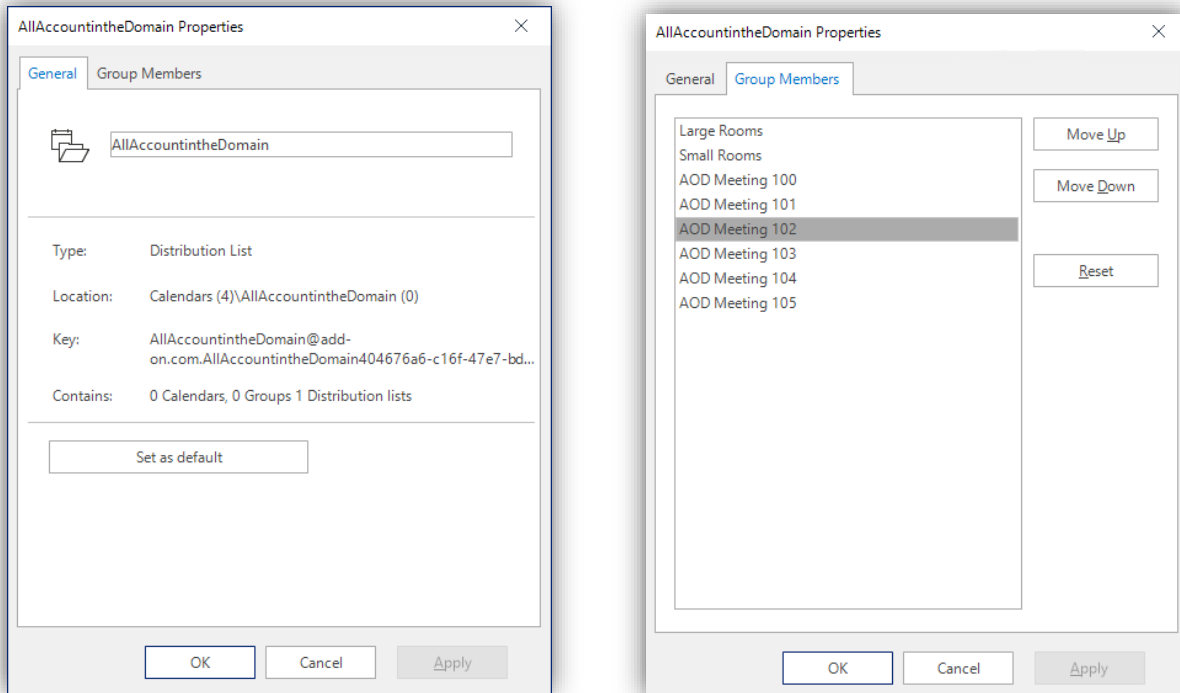 AllAccountintheDomain Properties
General
Group Members
AllAccountintheDomain
Type: Distribution List
Location: Calendars (4)\AllAccountintheDomain (0)
Key: AllAccountintheDomain@add-
on.com.AllAccountintheDomain404676a6-c16f-47e7-bd...
Contains: 0 Calendars, 0 Groups 1 Distribution lists
Set as default
OK
Cancel
Apply
AllAccountintheDomain Properties
General
Group Members
Large Rooms
Small Rooms
AOD Meeting 100
AOD Meeting 101
AOD Meeting 102
AOD Meeting 103
AOD Meeting 104
AOD Meeting 105
Move Up
Move Down
Reset
OK
Cancel
Apply